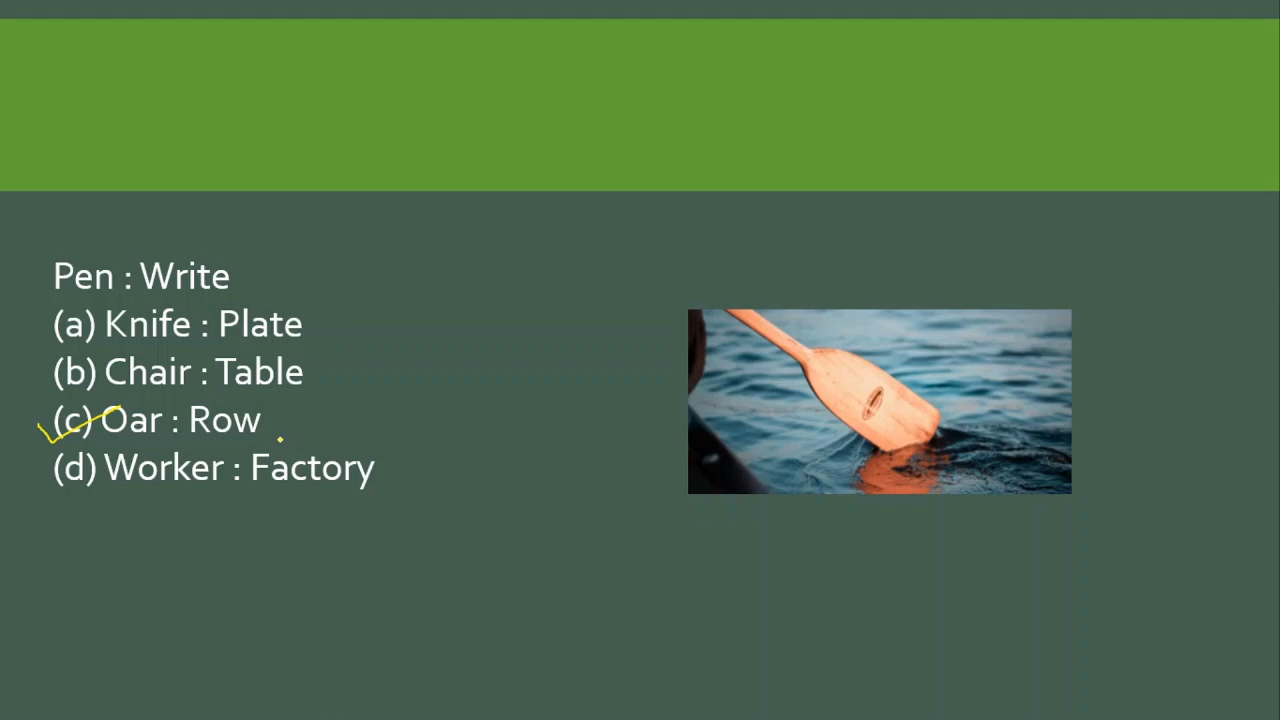 Pen : Write
(a) Knife : Plate
(b) Chair : Table
(c) Oar : Row
(d) Worker : Factory